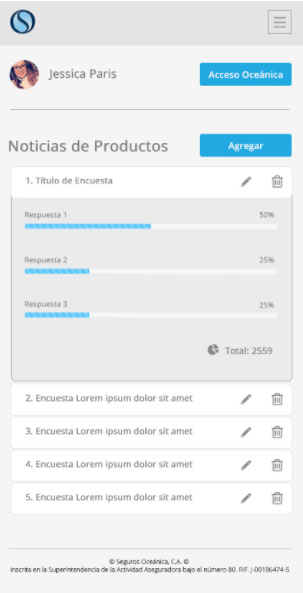 Jessica Paris
Acceso Oceánica
Noticias de Productos
Agregar
1. Título de Encuesta
Respuesta 1 50%
Respuesta 2 25%
Respuesta 3 25%
Total: 2559
2. Encuesta Lorem ipsum dolor sit amet
3. Encuesta Lorem ipsum dolor sit amet
4. Encuesta Lorem ipsum dolor sit amet
5. Encuesta Lorem ipsum dolor sit amet
© Seguros Oceánica, C.A. ©
Inscrita en la Superintendencia de la Actividad Aseguradora bajo el número 80. RIF. J-00106474-5